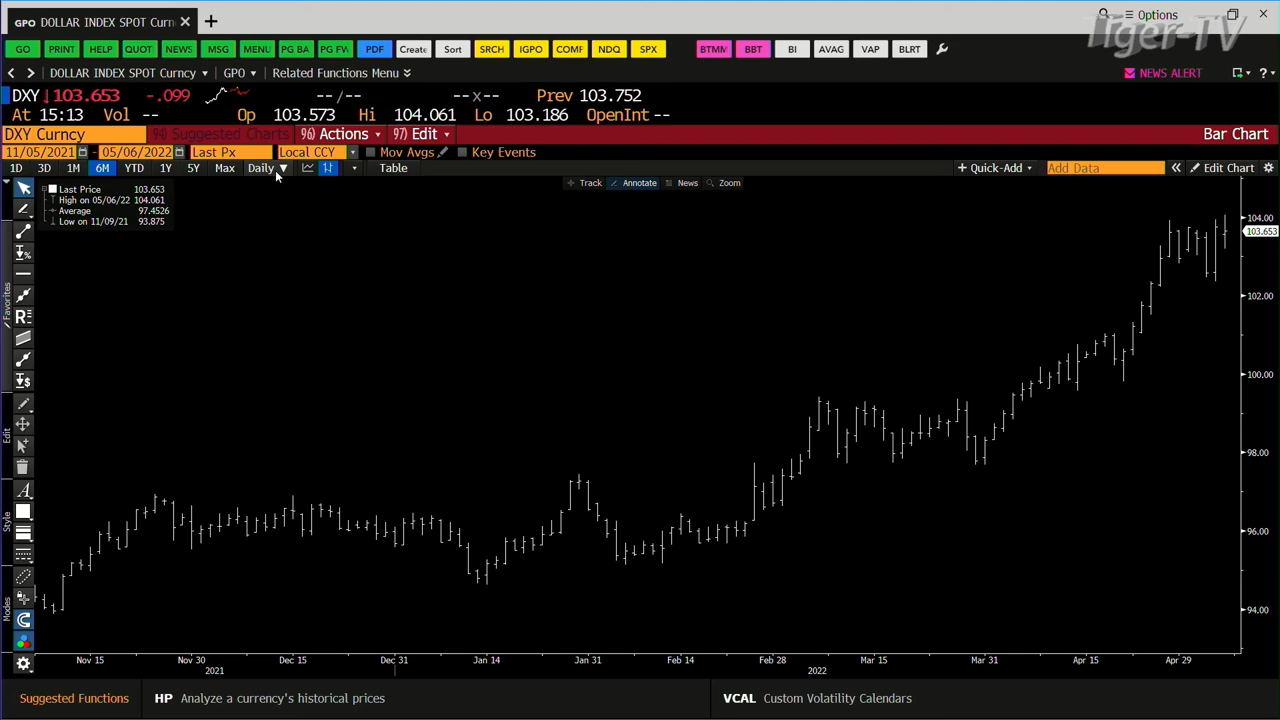 GPO DOLLAR INDEX SPOT Curn
Options
Tiger-TV
GO PRINT HELP QUOT NEWS MSG MENU PG BA PG FW PDF Create Sort SRCH IGPO COMF NDQ SPX BTMM BBT BI AVAG VAP BLRT
DOLLAR INDEX SPOT Curncy GPO Related Functions Menu NEWS ALERT
DXY 103.653 -.099 --/-- --x-- Prev 103.752
At 15:13 Vol -- Op 103.573 Hi 104.061 Lo 103.186 OpenInt --
DXY Curncy 94) Suggested Charts 96) Actions 97) Edit Bar Chart
11/05/2021 - 05/06/2022 Last Px Local CCY Mov Avgs Key Events
1D 3D 1M 6M YTD 1Y 5Y Max Daily Table + Quick-Add Add Data Edit Chart
Track Annotate News Zoom
Last Price 103.653
High on 05/06/22 104.061
Average 97.4526
Low on 11/09/21 93.875
104.00
103.653
102.00
100.00
98.00
96.00
94.00
Favorites
Edit
Style
Modes
Nov 15 Nov 30 Dec 15 Dec 31 Jan 14 Jan 31 Feb 14 Feb 28 Mar 15 Mar 31 Apr 15 Apr 29
2021 2022
Suggested Functions HP Analyze a currency's historical prices VCAL Custom Volatility Calendars